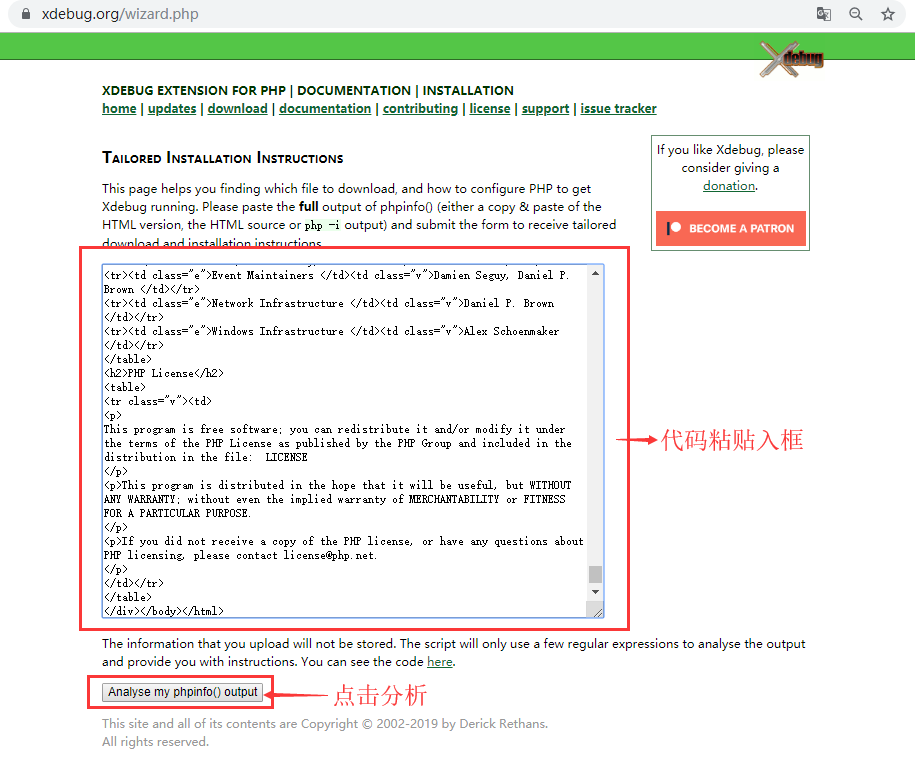 xdebug.org/wizard.php
Xdebug
XDEBUG EXTENSION FOR PHP | DOCUMENTATION | INSTALLATION
home | updates | download | documentation | contributing | license | support | issue tracker
If you like Xdebug, please
consider giving a
donation.
BECOME A PATRON
TAILORED INSTALLATION INSTRUCTIONS
This page helps you finding which file to download, and how to configure PHP to get
Xdebug running. Please paste the full output of phpinfo() (either a copy & paste of the
HTML version, the HTML source or php -i output) and submit the form to receive tailored
download and installation instructions.
<tr><td class="e">Event Maintainers </td><td class="v">Damien Seguy, Daniel P.
Brown </td></tr>
<tr><td class="e">Network Infrastructure </td><td class="v">Daniel P. Brown
</td></tr>
<tr><td class="e">Windows Infrastructure </td><td class="v">Alex Schoenmaker
</td></tr>
</table>
<h2>PHP License</h2>
<table>
<tr class="v"><td>
<p>
This program is free software; you can redistribute it and/or modify it under
the terms of the PHP License as published by the PHP Group and included in the
distribution in the file:  LICENSE
</p>
<p>This program is distributed in the hope that it will be useful, but WITHOUT
ANY WARRANTY; without even the implied warranty of MERCHANTABILITY or FITNESS
FOR A PARTICULAR PURPOSE.
</p>
<p>If you did not receive a copy of the PHP license, or have any questions about
PHP licensing, please contact license@php.net.
</p>
</td></tr>
</table>
</div></body></html>
代码粘贴入框
The information that you upload will not be stored. The script will only use a few regular expressions to analyse the output
and provide you with instructions. You can see the code here.
Analyse my phpinfo() output
点击分析
This site and all of its contents are Copyright © 2002-2019 by Derick Rethans.
All rights reserved.